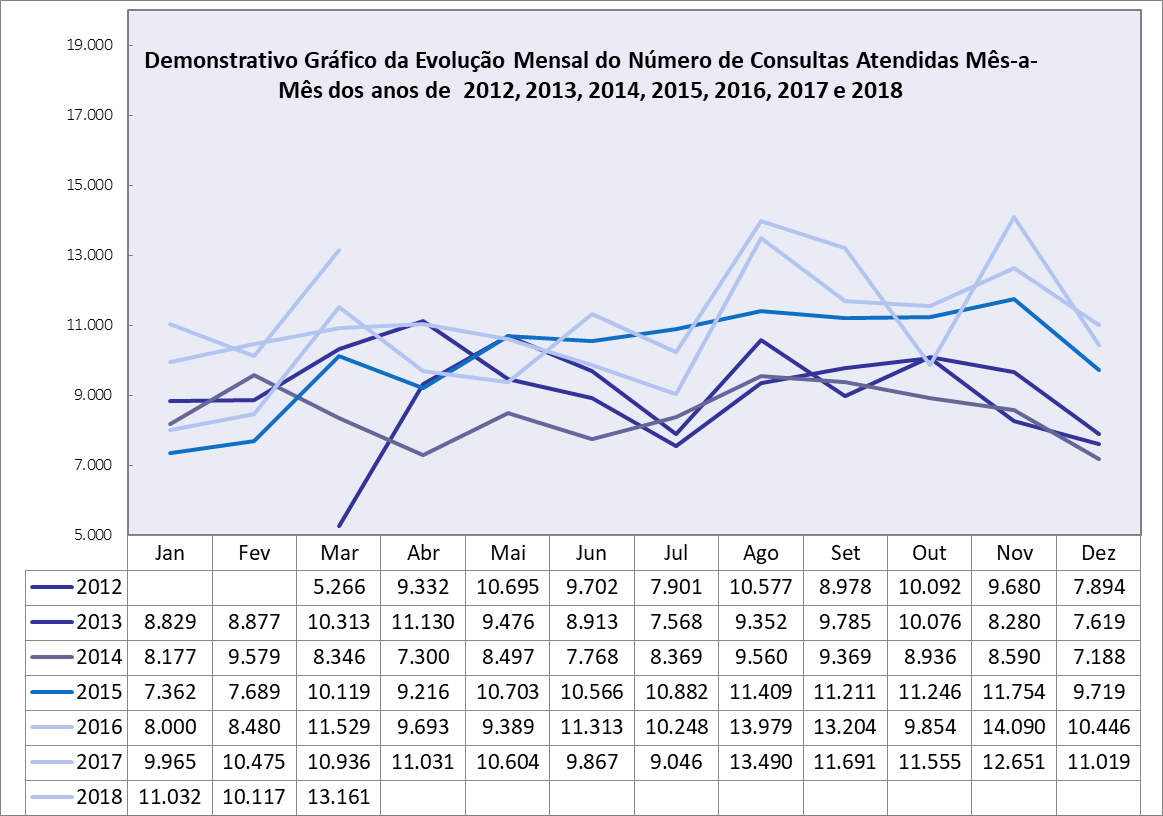 Demonstrativo Gráfico da Evolução Mensal do Número de Consultas Atendidas Mês-a-
Mês dos anos de 2012, 2013, 2014, 2015, 2016, 2017 e 2018
19.000
17.000
15.000
13.000
11.000
9.000
7.000
5.000
Jan Fev Mar Abr Mai Jun Jul Ago Set Out Nov Dez
2012 5.266 9.332 10.695 9.702 7.901 10.577 8.978 10.092 9.680 7.894
2013 8.829 8.877 10.313 11.130 9.476 8.913 7.568 9.352 9.785 10.076 8.280 7.619
2014 8.177 9.579 8.346 7.300 8.497 7.768 8.369 9.560 9.369 8.936 8.590 7.188
2015 7.362 7.689 10.119 9.216 10.703 10.566 10.882 11.409 11.211 11.246 11.754 9.719
2016 8.000 8.480 11.529 9.693 9.389 11.313 10.248 13.979 13.204 9.854 14.090 10.446
2017 9.965 10.475 10.936 11.031 10.604 9.867 9.046 13.490 11.691 11.555 12.651 11.019
2018 11.032 10.117 13.161